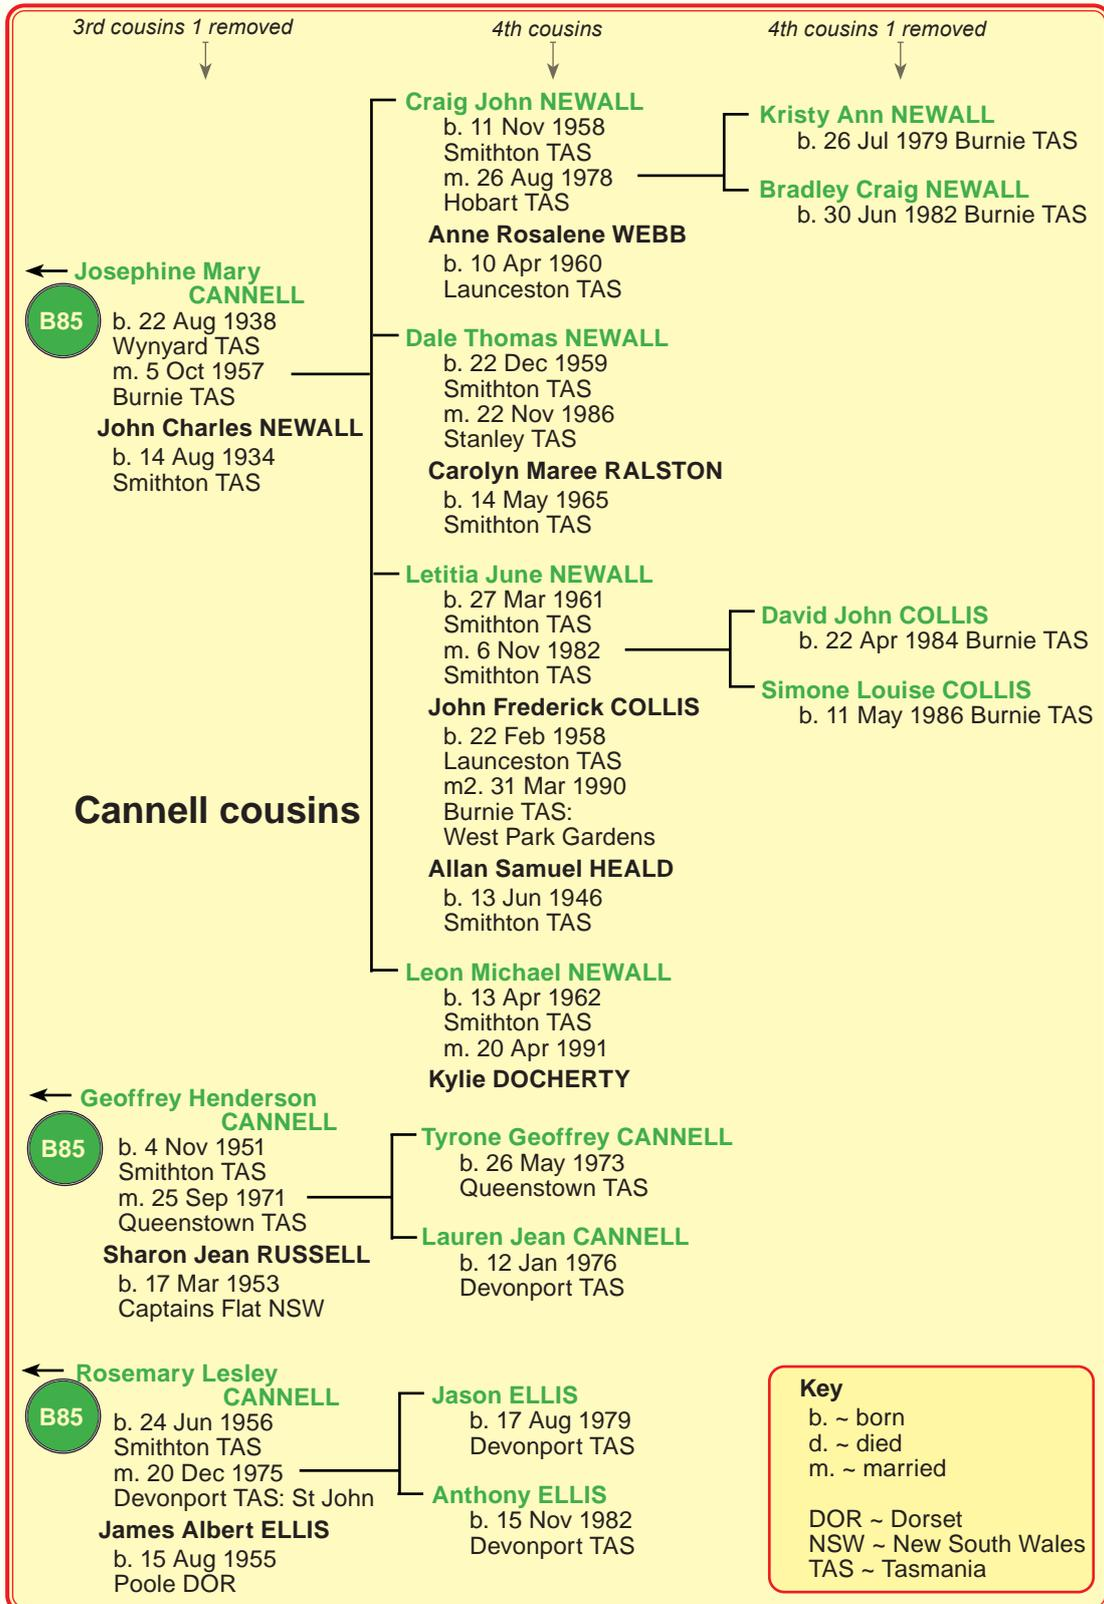 3rd cousins 1 removed
4th cousins
4th cousins 1 removed
Josephine Mary
CANNELL
B85
b. 22 Aug 1938
Wynyard TAS
m. 5 Oct 1957
Burnie TAS
John Charles NEWALL
b. 14 Aug 1934
Smithton TAS
Craig John NEWALL
b. 11 Nov 1958
Smithton TAS
m. 26 Aug 1978
Hobart TAS
Anne Rosalene WEBB
b. 10 Apr 1960
Launceston TAS
Kristy Ann NEWALL
b. 26 Jul 1979 Burnie TAS
Bradley Craig NEWALL
b. 30 Jun 1982 Burnie TAS
Dale Thomas NEWALL
b. 22 Dec 1959
Smithton TAS
m. 22 Nov 1986
Stanley TAS
Carolyn Maree RALSTON
b. 14 May 1965
Smithton TAS
Letitia June NEWALL
b. 27 Mar 1961
Smithton TAS
m. 6 Nov 1982
Smithton TAS
John Frederick COLLIS
b. 22 Feb 1958
Launceston TAS
m2. 31 Mar 1990
Burnie TAS:
West Park Gardens
Allan Samuel HEALD
b. 13 Jun 1946
Smithton TAS
David John COLLIS
b. 22 Apr 1984 Burnie TAS
Simone Louise COLLIS
b. 11 May 1986 Burnie TAS
Cannell cousins
Leon Michael NEWALL
b. 13 Apr 1962
Smithton TAS
m. 20 Apr 1991
Kylie DOCHERTY
Geoffrey Henderson
CANNELL
B85
b. 4 Nov 1951
Smithton TAS
m. 25 Sep 1971
Queenstown TAS
Sharon Jean RUSSELL
b. 17 Mar 1953
Captains Flat NSW
Tyrone Geoffrey CANNELL
b. 26 May 1973
Queenstown TAS
Lauren Jean CANNELL
b. 12 Jan 1976
Devonport TAS
Rosemary Lesley
CANNELL
B85
b. 24 Jun 1956
Smithton TAS
m. 20 Dec 1975
Devonport TAS: St John
James Albert ELLIS
b. 15 Aug 1955
Poole DOR
Jason ELLIS
b. 17 Aug 1979
Devonport TAS
Anthony ELLIS
b. 15 Nov 1982
Devonport TAS
Key
b. ~ born
d. ~ died
m. ~ married
DOR ~ Dorset
NSW ~ New South Wales
TAS ~ Tasmania